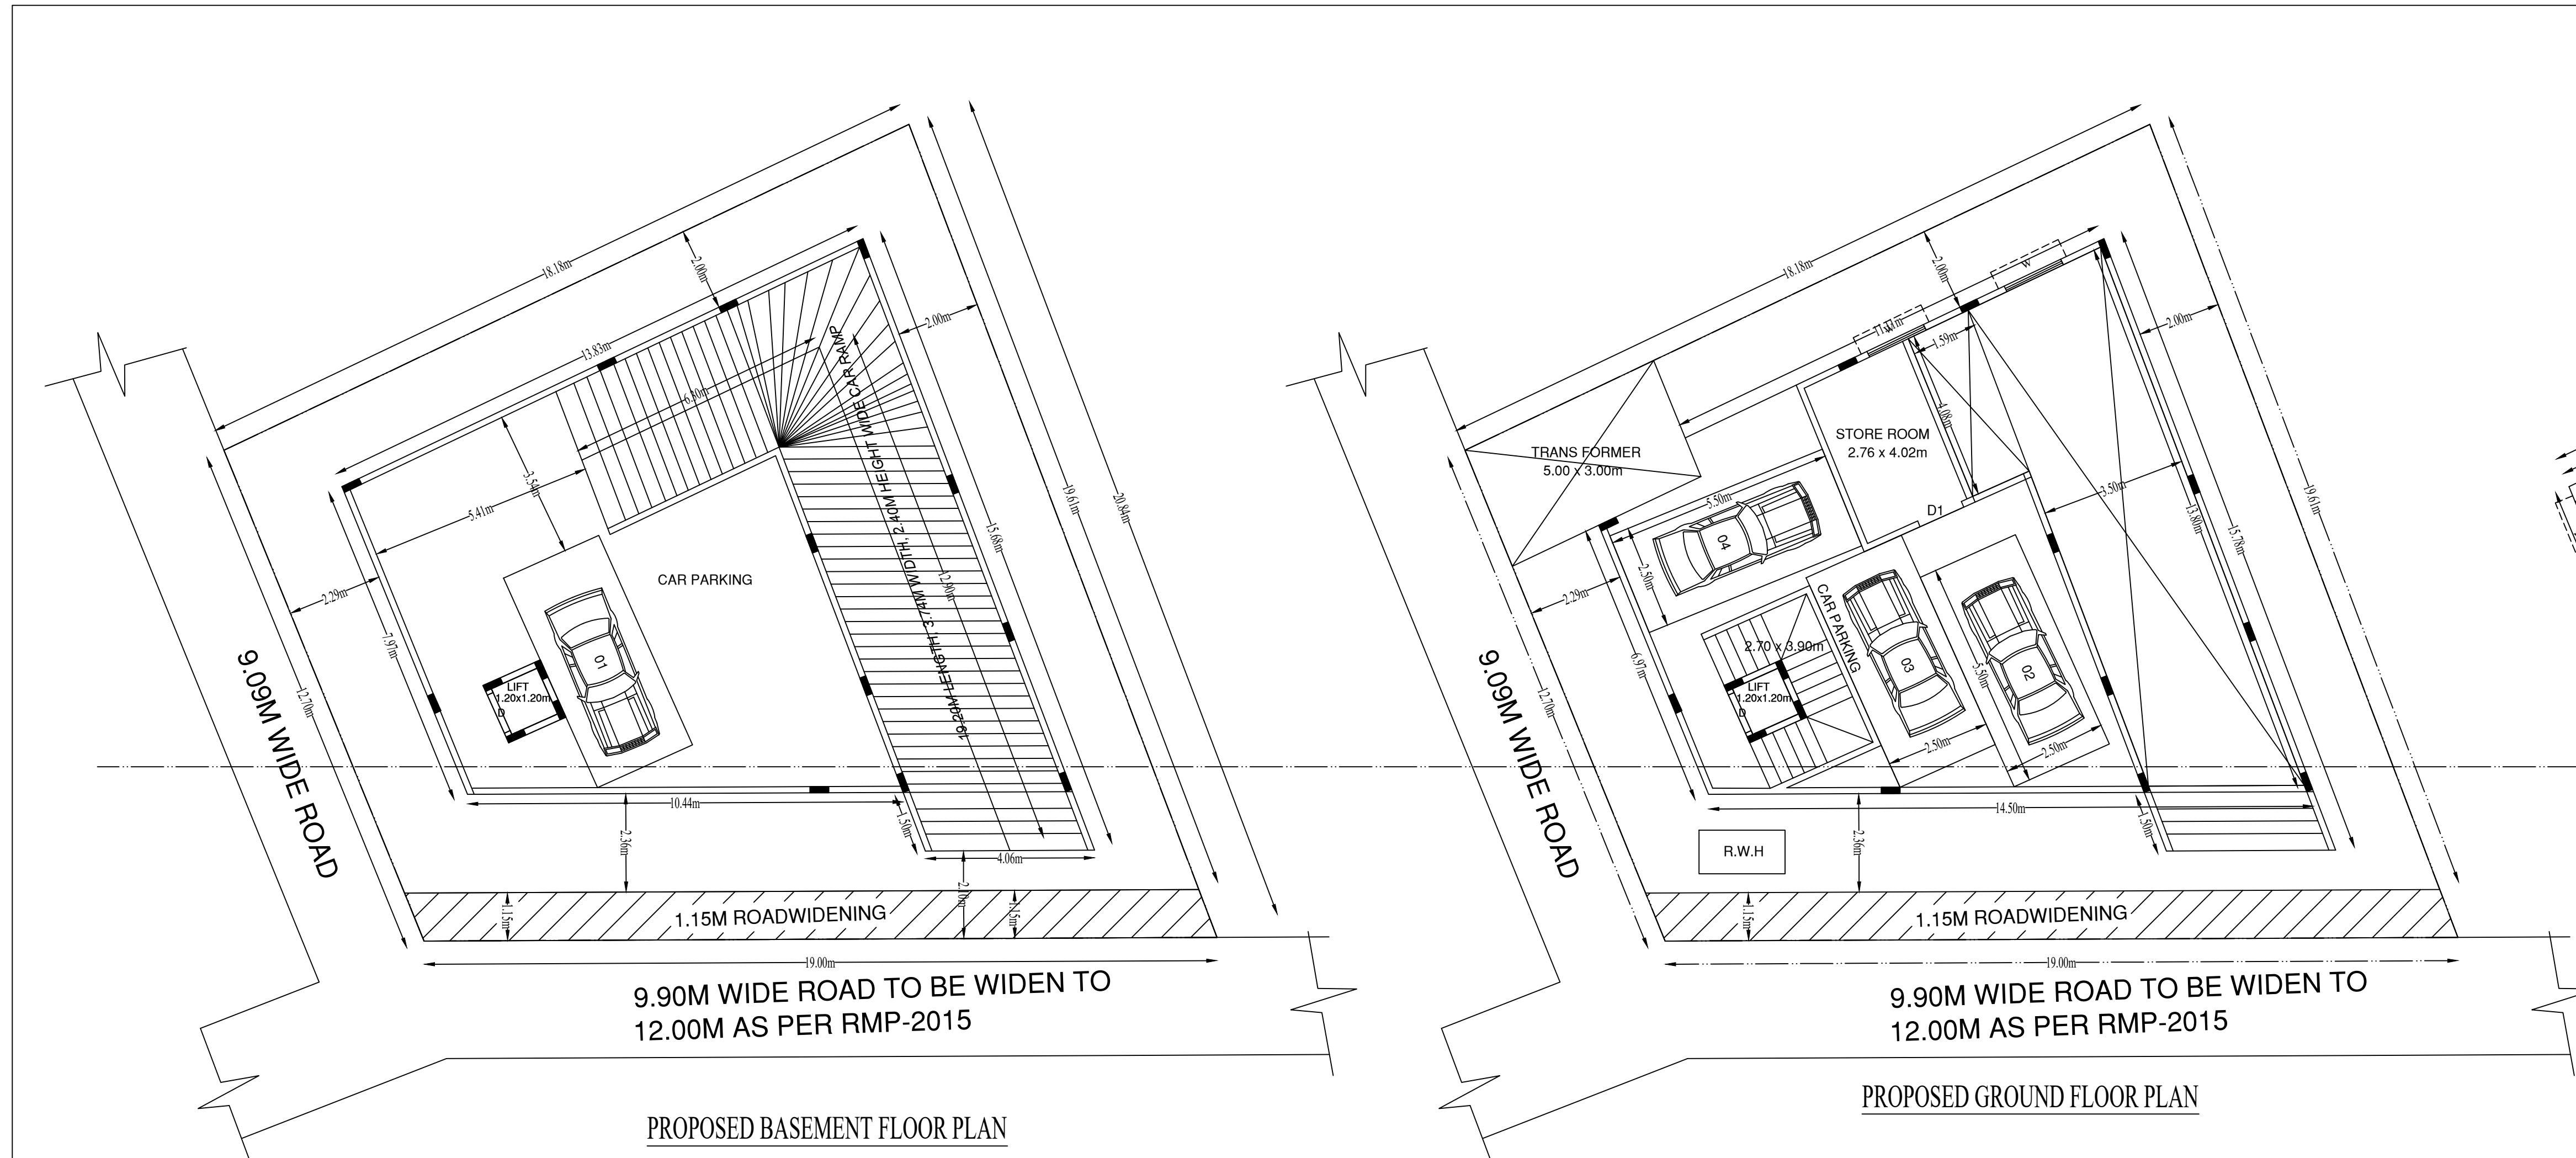 18.18m
2.00m
2.00m
13.83m
6.80m
3.54m
5.41m
2.29m
7.97m
12.70m
9.09M WIDE ROAD
CAR PARKING
01
LIFT
1.20x1.20m
D
19.20M LENGTH, 3.74M WIDTH, 2.40M HEIGHT WIDE CAR RAMP
12.90m
15.68m
19.61m
20.84m
10.44m
1.50m
4.06m
2.36m
2.10m
1.15m
1.15m
1.15M ROADWIDENING
19.00m
9.90M WIDE ROAD TO BE WIDEN TO
12.00M AS PER RMP-2015
PROPOSED BASEMENT FLOOR PLAN
18.18m
2.00m
2.00m
W
W
1.59m
4.08m
TRANS FORMER
5.00 x 3.00m
STORE ROOM
2.76 x 4.02m
D1
5.50m
04
2.50m
2.29m
6.97m
12.70m
9.09M WIDE ROAD
CAR PARKING
2.70 x 3.90m
LIFT
1.20x1.20m
D
03
02
5.50m
2.50m
2.50m
3.50m
13.80m
15.78m
19.61m
14.50m
1.50m
2.36m
R.W.H
1.15m
1.15M ROADWIDENING
19.00m
9.90M WIDE ROAD TO BE WIDEN TO
12.00M AS PER RMP-2015
PROPOSED GROUND FLOOR PLAN